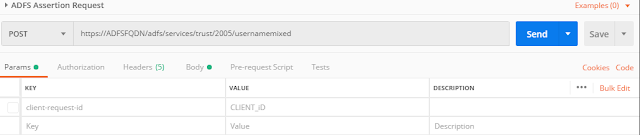 ADFS Assertion Request Examples (0)
POST https://ADFSFQDN/adfs/services/trust/2005/usernamemixed Send Save
Params Authorization Headers (5) Body Pre-request Script Tests Cookies Code
KEY VALUE DESCRIPTION ••• Bulk Edit
client-request-id CLIENT_iD
Key Value Description